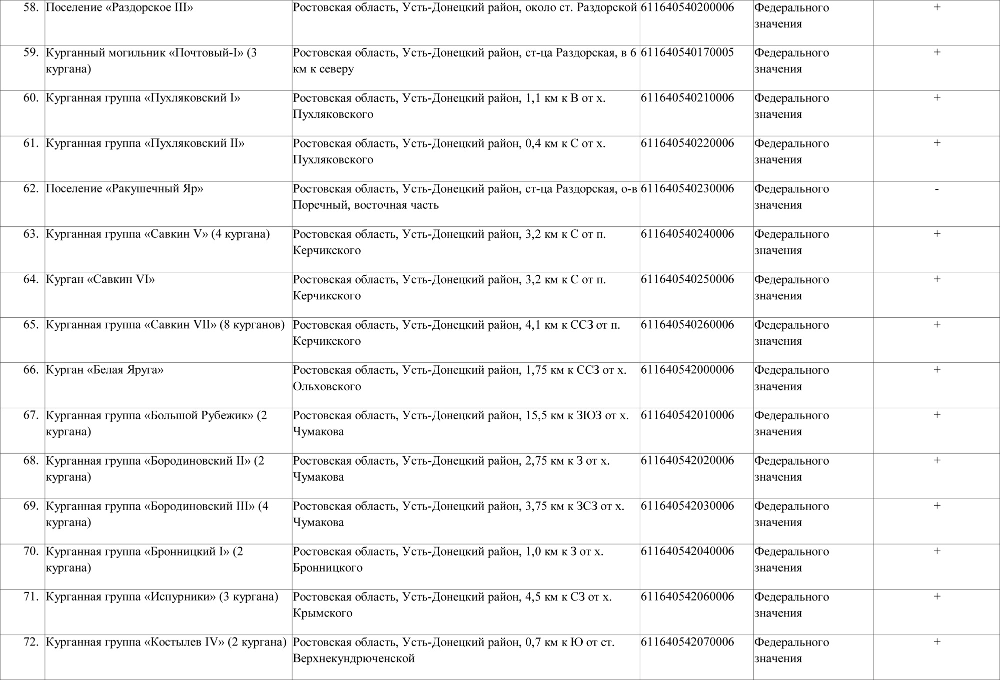 58. Поселение «Раздорское III» Ростовская область, Усть-Донецкий район, около ст. Раздорской 611640540200006 Федерального +
значения
59. Курганный могильник «Почтовый-I» (3 Ростовская область, Усть-Донецкий район, ст-ца Раздорская, в 6 611640540170005 Федерального +
кургана) км к северу значения
60. Курганная группа «Пухляковский I» Ростовская область, Усть-Донецкий район, 1,1 км к В от х. 611640540210006 Федерального +
Пухляковского значения
61. Курганная группа «Пухляковский II» Ростовская область, Усть-Донецкий район, 0,4 км к С от х. 611640540220006 Федерального +
Пухляковского значения
62. Поселение «Ракушечный Яр» Ростовская область, Усть-Донецкий район, ст-ца Раздорская, о-в 611640540230006 Федерального -
Поречный, восточная часть значения
63. Курганная группа «Савкин V» (4 кургана) Ростовская область, Усть-Донецкий район, 3,2 км к С от п. 611640540240006 Федерального +
Керчикского значения
64. Курган «Савкин VI» Ростовская область, Усть-Донецкий район, 3,2 км к С от п. 611640540250006 Федерального +
Керчикского значения
65. Курганная группа «Савкин VII» (8 курганов) Ростовская область, Усть-Донецкий район, 4,1 км к ССЗ от п. 611640540260006 Федерального +
Керчикского значения
66. Курган «Белая Яруга» Ростовская область, Усть-Донецкий район, 1,75 км к ССЗ от х. 611640542000006 Федерального +
Ольховского значения
67. Курганная группа «Большой Рубежик» (2 Ростовская область, Усть-Донецкий район, 15,5 км к ЗЮЗ от х. 611640542010006 Федерального +
кургана) Чумакова значения
68. Курганная группа «Бородиновский II» (2 Ростовская область, Усть-Донецкий район, 2,75 км к З от х. 611640542020006 Федерального +
кургана) Чумакова значения
69. Курганная группа «Бородиновский III» (4 Ростовская область, Усть-Донецкий район, 3,75 км к ЗСЗ от х. 611640542030006 Федерального +
кургана) Чумакова значения
70. Курганная группа «Бронницкий I» (2 Ростовская область, Усть-Донецкий район, 1,0 км к З от х. 611640542040006 Федерального +
кургана) Бронницкого значения
71. Курганная группа «Испурники» (3 кургана) Ростовская область, Усть-Донецкий район, 4,5 км к СЗ от х. 611640542060006 Федерального +
Крымского значения
72. Курганная группа «Костылев IV» (2 кургана) Ростовская область, Усть-Донецкий район, 0,7 км к Ю от ст. 611640542070006 Федерального +
Верхнекундрюченской значения